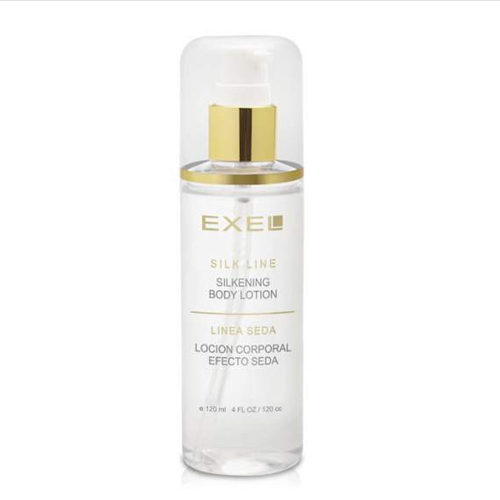 EXEL
SILK LINE
SILKENING
BODY LOTION
LINEA SEDA
LOCION CORPORAL
EFECTO SEDA
e 120 ml 4 FL OZ / 120 cc